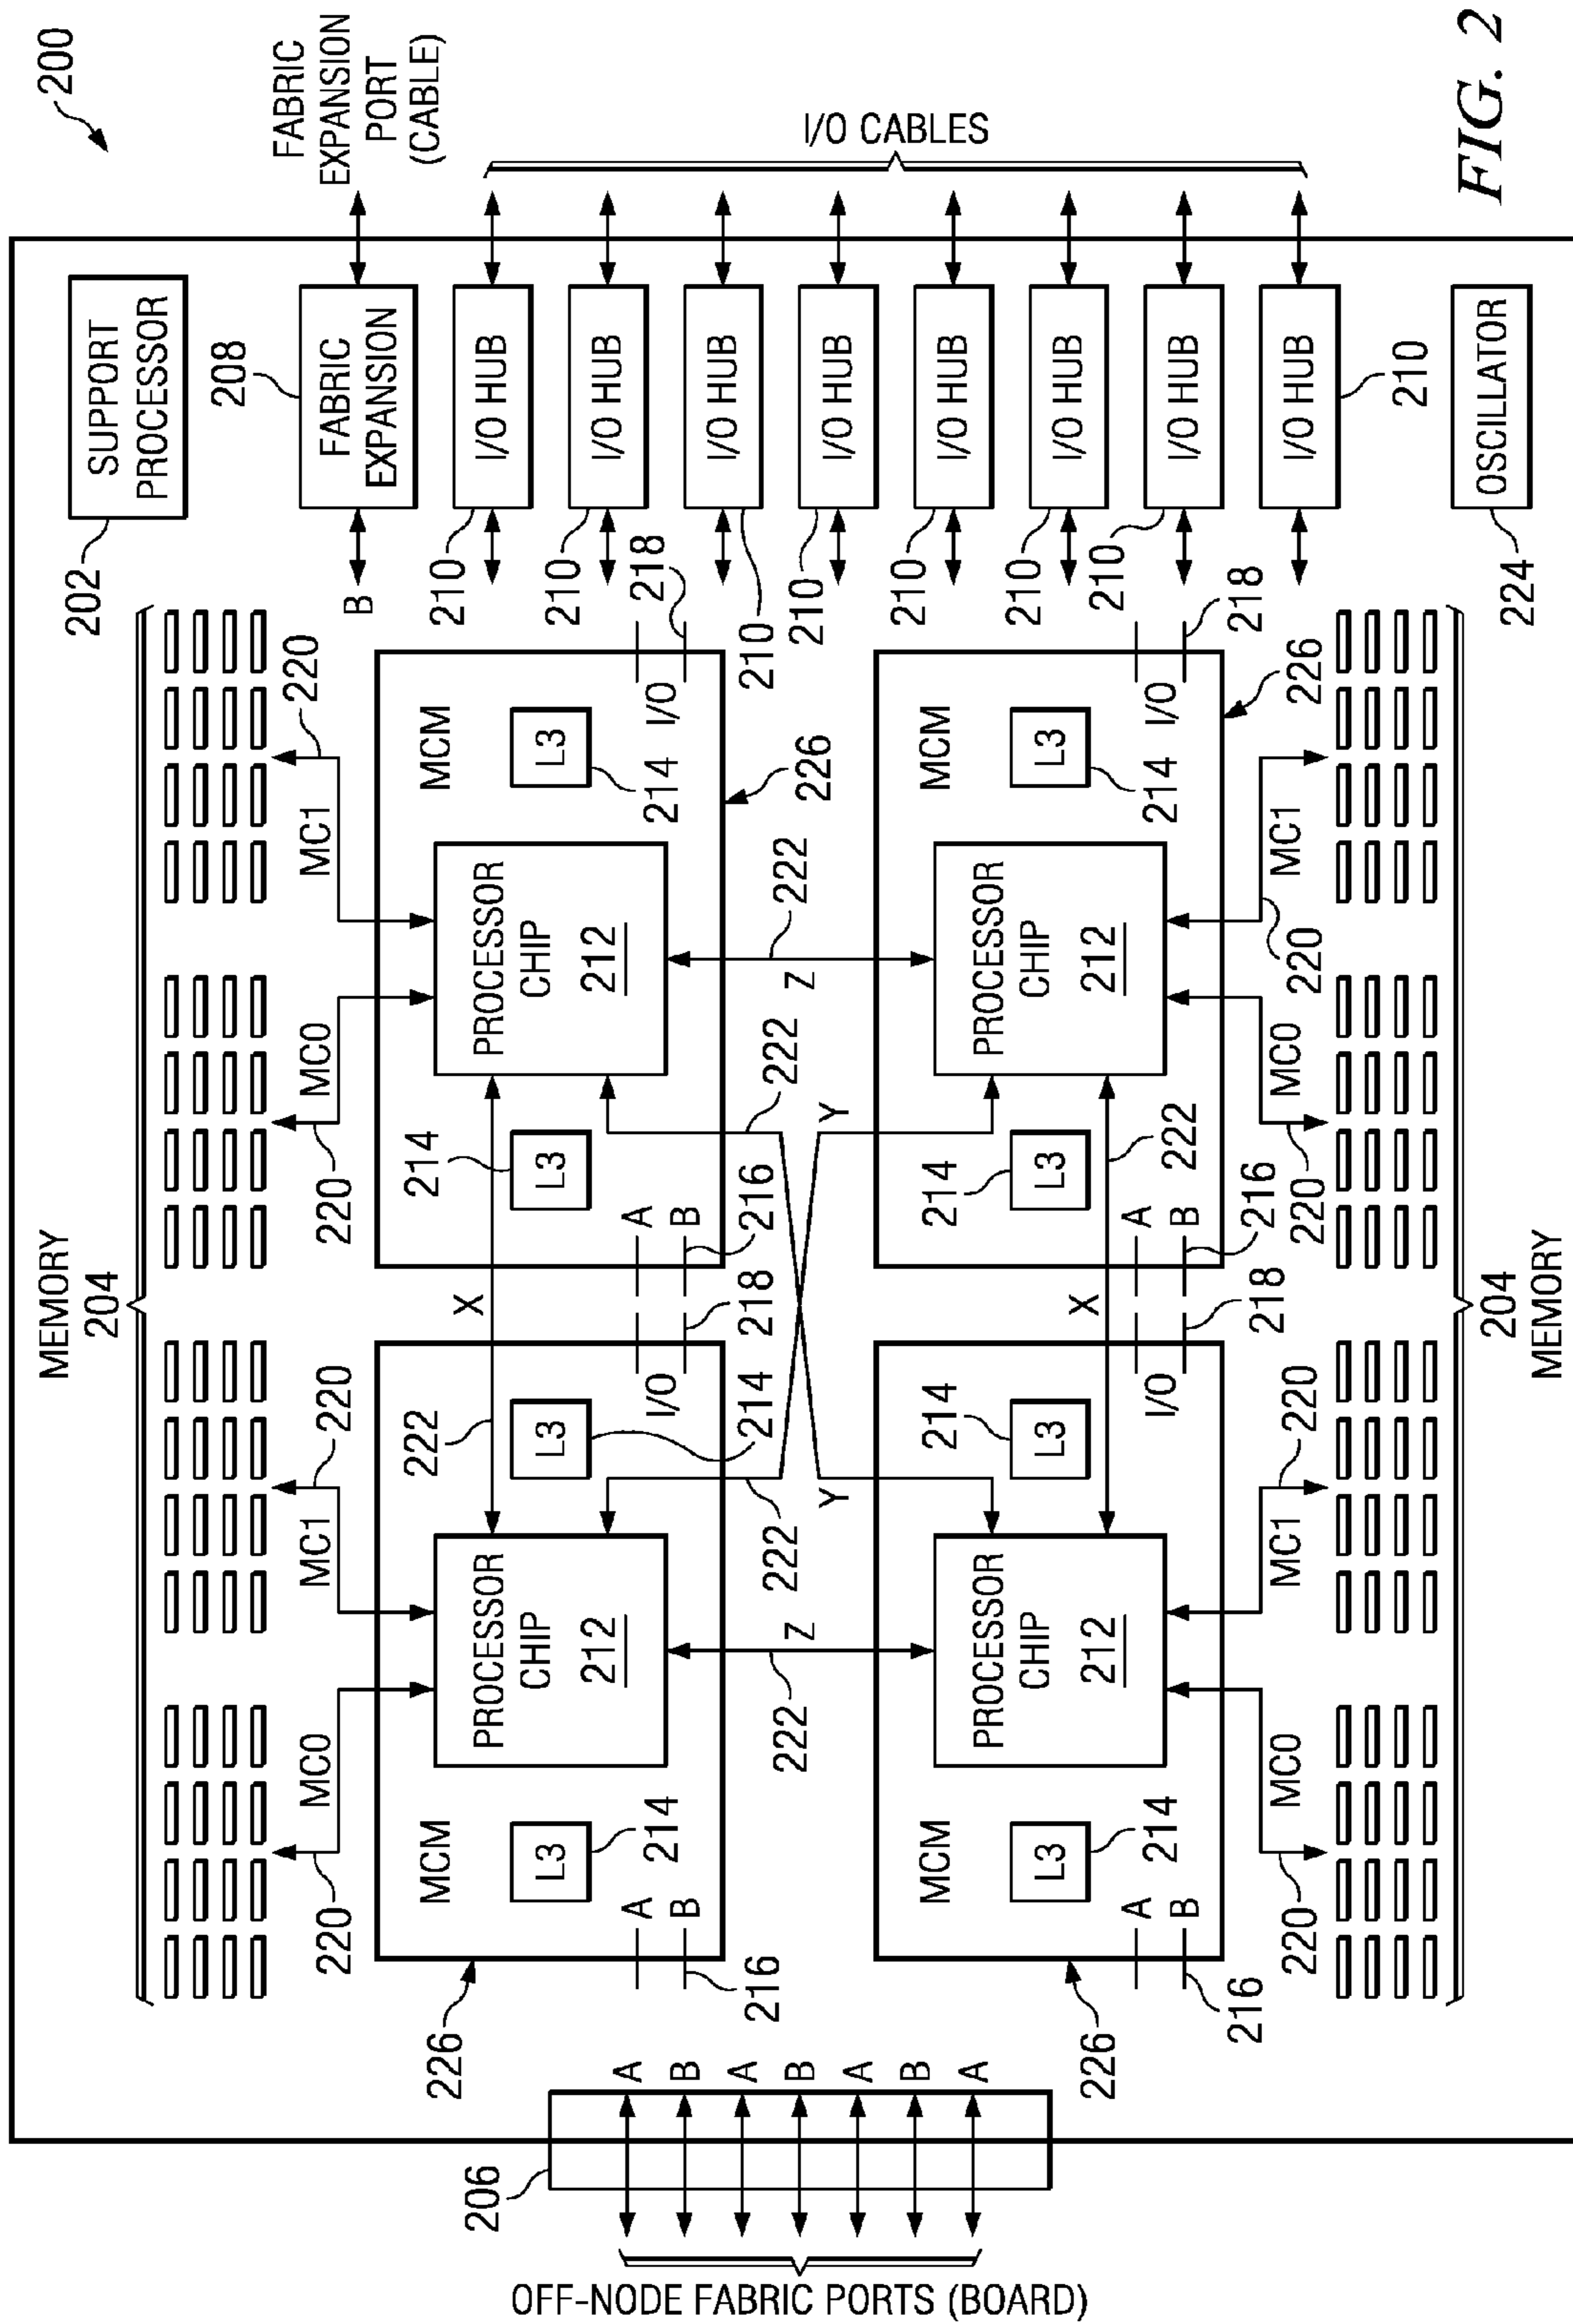 200
MEMORY
204
202
SUPPORT
PROCESSOR
208
FABRIC
EXPANSION
PORT
(CABLE)
220
MC0
220
MC1
220
MC0
220
MC1
B
FABRIC
EXPANSION
226
MCM
222
X
214
MCM
PROCESSOR
CHIP
212
PROCESSOR
CHIP
212
L3
L3
L3
L3
214
214
214
214
A
B
216
I/O
218
A
B
216
I/O
218
226
210
I/O HUB
210
I/O HUB
210
I/O HUB
210
I/O HUB
210
I/O HUB
210
I/O HUB
210
I/O HUB
210
I/O HUB
I/O CABLES
206
A
B
A
B
A
B
A
OFF-NODE FABRIC PORTS (BOARD)
222
Z
222
Y
222
Y
Z
222
226
MCM
214
X
214
222
MCM
PROCESSOR
CHIP
212
PROCESSOR
CHIP
212
L3
L3
L3
L3
214
214
A
B
216
I/O
218
A
B
216
I/O
218
226
220
MC0
MC1
220
220
MC0
220
MC1
204
MEMORY
224
OSCILLATOR
FIG. 2